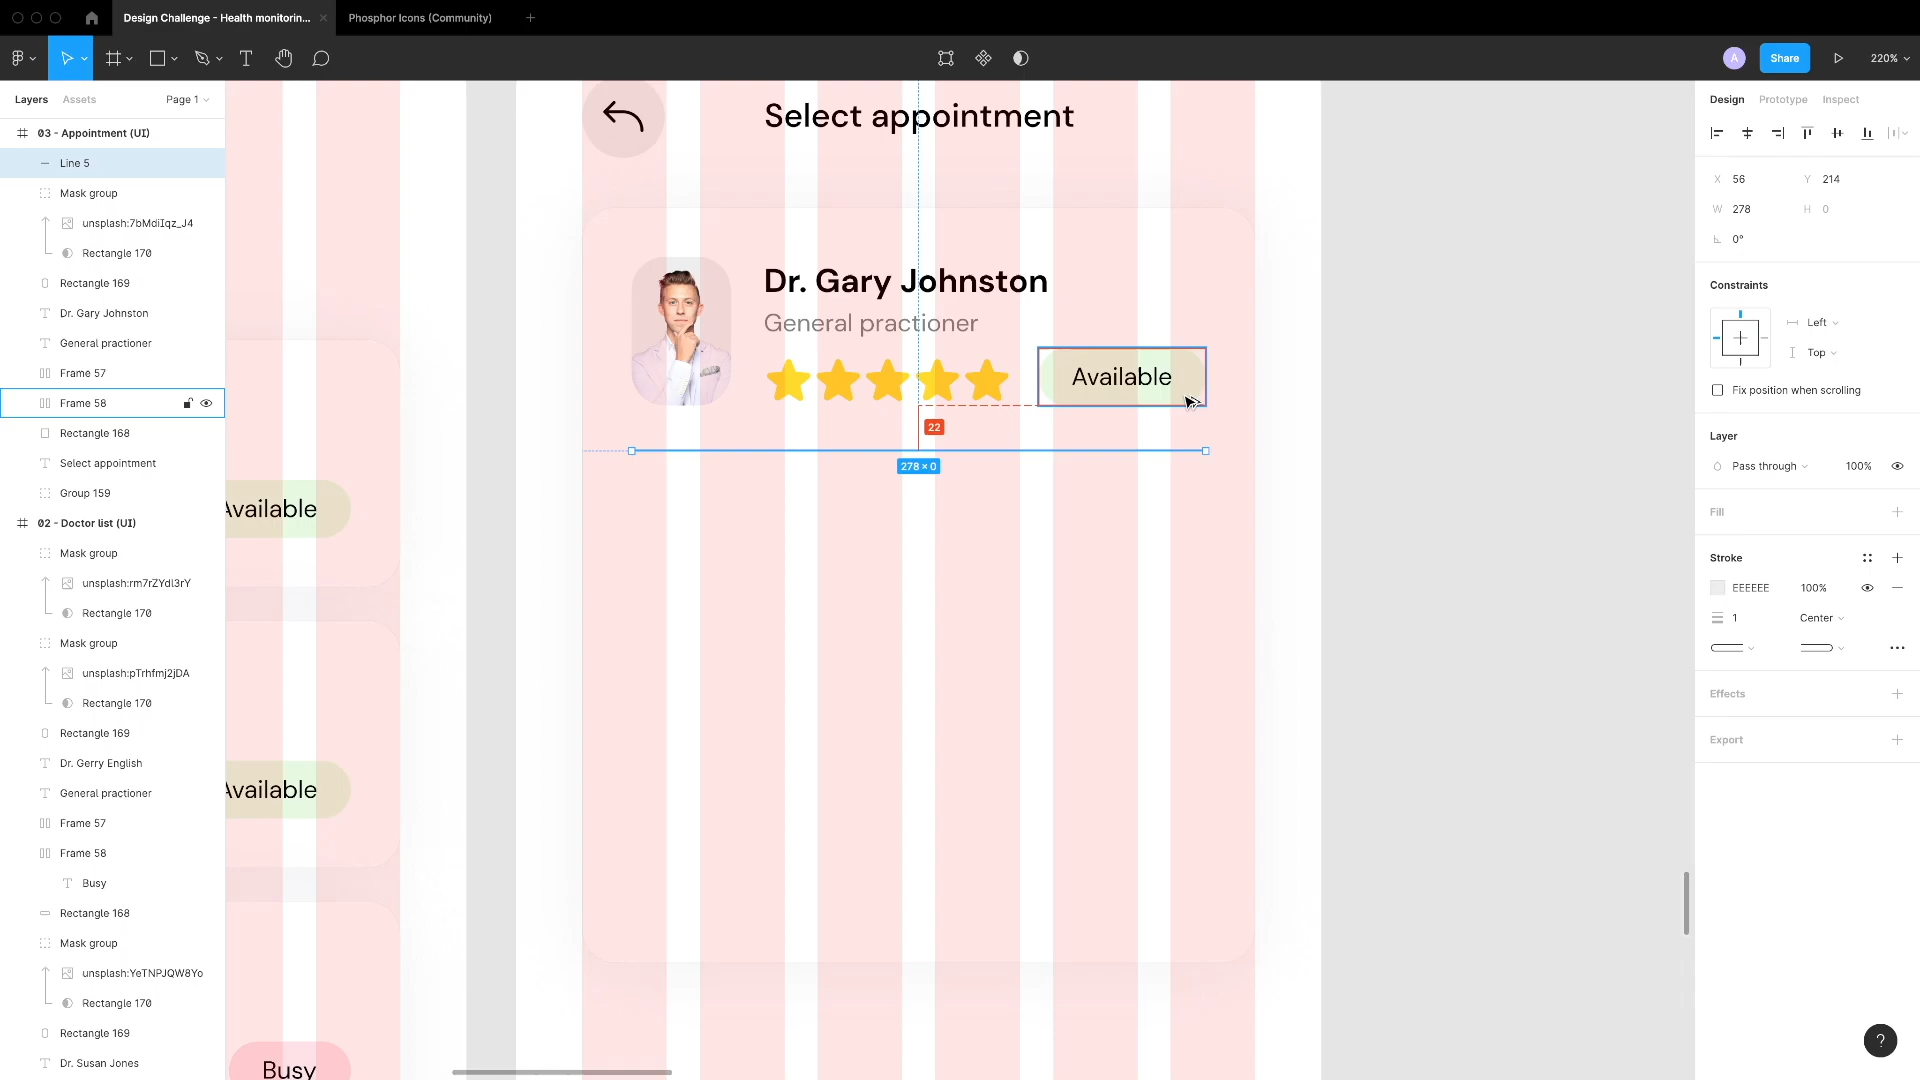 Design Challenge - Health monitorin...
Phosphor Icons (Community)
A
Share
220%
Layers
Assets
Page 1
03 - Appointment (UI)
Line 5
Mask group
unsplash:7bMdiIqz_J4
Rectangle 170
Rectangle 169
Dr. Gary Johnston
General practioner
Frame 57
Frame 58
Rectangle 168
Select appointment
Group 159
02 - Doctor list (UI)
Mask group
unsplash:rm7rZYdl3rY
Rectangle 170
Mask group
unsplash:pTrhfmj2jDA
Rectangle 170
Rectangle 169
Dr. Gerry English
General practioner
Frame 57
Frame 58
Busy
Rectangle 168
Mask group
unsplash:YeTNPJQW8Yo
Rectangle 170
Rectangle 169
Dr. Susan Jones
Available
Available
Busy
Select appointment
Dr. Gary Johnston
General practioner
Available
22
278 × 0
Design
Prototype
Inspect
X 56
Y 214
W 278
H 0
0°
Constraints
Left
Top
Fix position when scrolling
Layer
Pass through
100%
Fill
Stroke
EEEEEE
100%
1
Center
Effects
Export
?